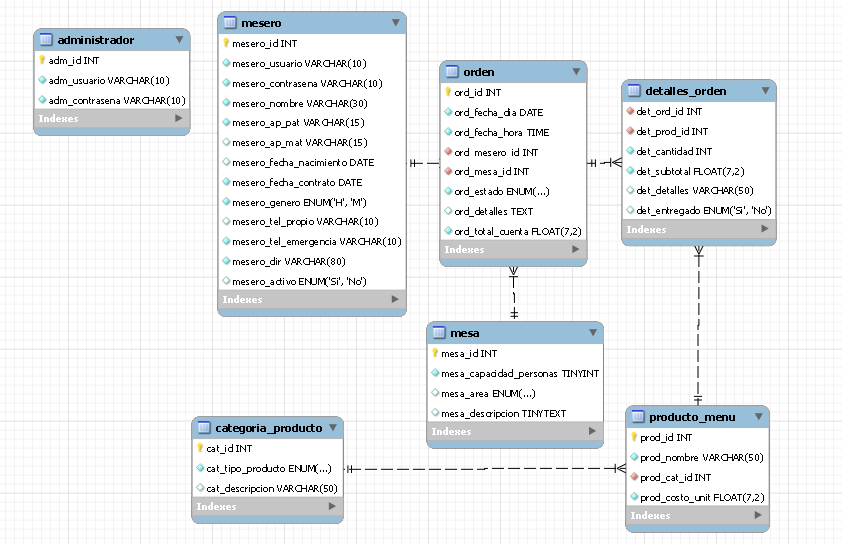 administrador
adm_id INT
adm_usuario VARCHAR(10)
adm_contrasena VARCHAR(10)
Indexes
mesero
mesero_id INT
mesero_usuario VARCHAR(10)
mesero_contrasena VARCHAR(10)
mesero_nombre VARCHAR(30)
mesero_ap_pat VARCHAR(15)
mesero_ap_mat VARCHAR(15)
mesero_fecha_nacimiento DATE
mesero_fecha_contrato DATE
mesero_genero ENUM('H', 'M')
mesero_tel_propio VARCHAR(10)
mesero_tel_emergencia VARCHAR(10)
mesero_dir VARCHAR(80)
mesero_activo ENUM('Si', 'No')
Indexes
orden
ord_id INT
ord_fecha_dia DATE
ord_fecha_hora TIME
ord_mesero_id INT
ord_mesa_id INT
ord_estado ENUM(...)
ord_detalles TEXT
ord_total_cuenta FLOAT(7,2)
Indexes
detalles_orden
det_ord_id INT
det_prod_id INT
det_cantidad INT
det_subtotal FLOAT(7,2)
det_detalles VARCHAR(50)
det_entregado ENUM('Si', 'No')
Indexes
mesa
mesa_id INT
mesa_capacidad_personas TINYINT
mesa_area ENUM(...)
mesa_descripcion TINYTEXT
Indexes
categoria_producto
cat_id INT
cat_tipo_producto ENUM(...)
cat_descripcion VARCHAR(50)
Indexes
producto_menu
prod_id INT
prod_nombre VARCHAR(50)
prod_cat_id INT
prod_costo_unit FLOAT(7,2)
Indexes